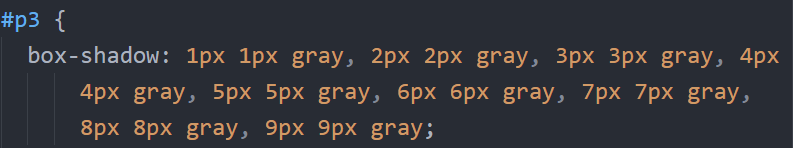 #p3 {
box-shadow: 1px 1px gray, 2px 2px gray, 3px 3px gray, 4px
4px gray, 5px 5px gray, 6px 6px gray, 7px 7px gray,
8px 8px gray, 9px 9px gray;